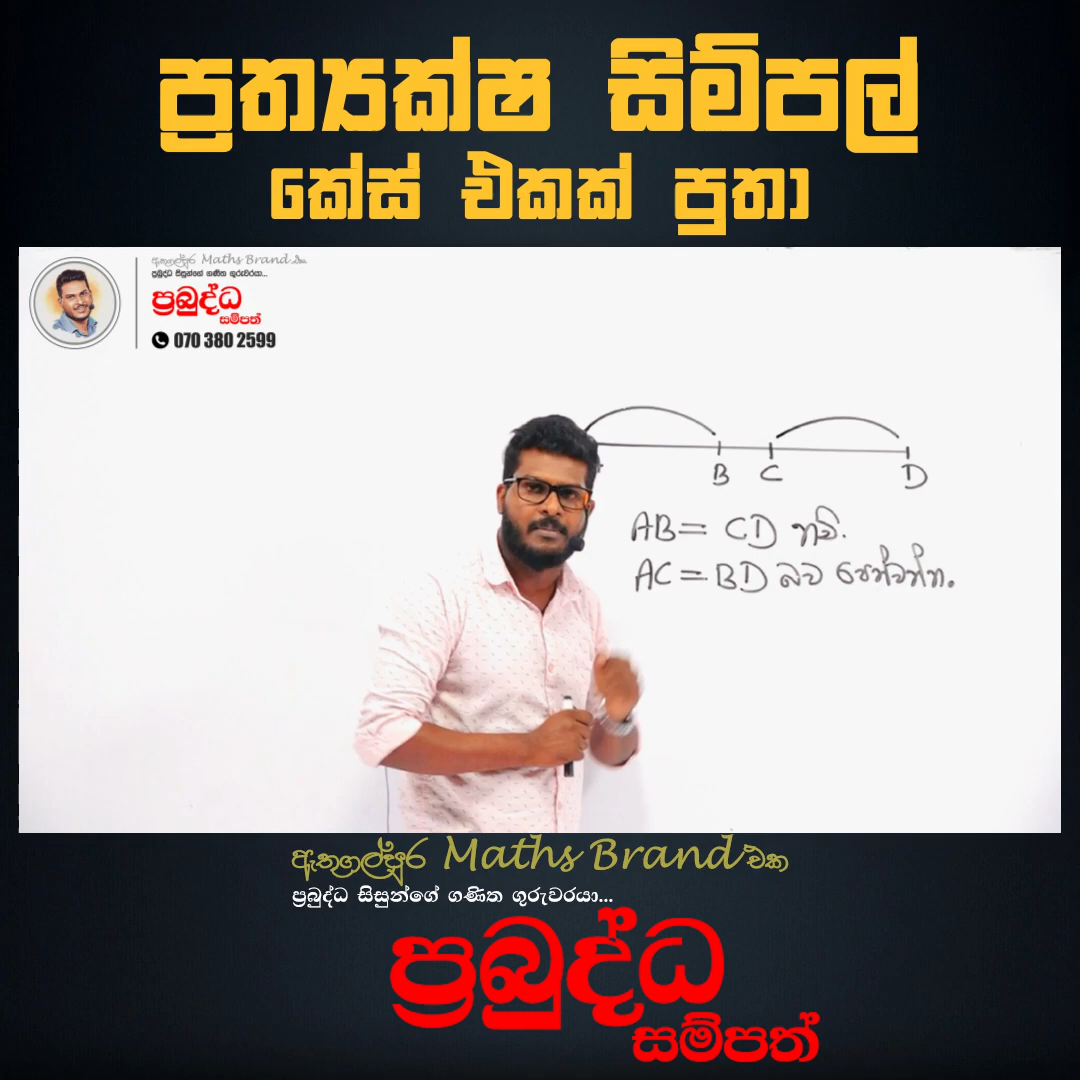 ප්‍රත්‍යක්ෂ සිම්පල්
කේස් එකක් පුතා
ඇතුගල්පුර Maths Brand එක
ප්‍රබුද්ධ සිසුන්ගේ ගණිත ගුරුවරයා...
ප්‍රබුද්ධ
සම්පත්
070 380 2599
B C D
AB = CD නම්.
AC = BD බව පෙන්වන්න.
ඇතුගල්පුර Maths Brand එක
ප්‍රබුද්ධ සිසුන්ගේ ගණිත ගුරුවරයා...
ප්‍රබුද්ධ
සම්පත්